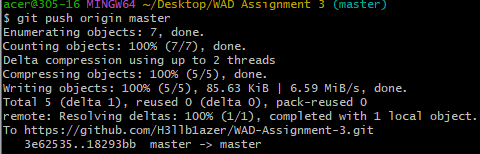 acer@305-16 MINGW64 ~/Desktop/WAD Assignment 3 (master)
$ git push origin master
Enumerating objects: 7, done.
Counting objects: 100% (7/7), done.
Delta compression using up to 2 threads
Compressing objects: 100% (5/5), done.
Writing objects: 100% (5/5), 85.63 KiB | 6.59 MiB/s, done.
Total 5 (delta 1), reused 0 (delta 0), pack-reused 0
remote: Resolving deltas: 100% (1/1), completed with 1 local object.
To https://github.com/H3llb1azer/WAD-Assignment-3.git
   3e62535..18293bb  master -> master